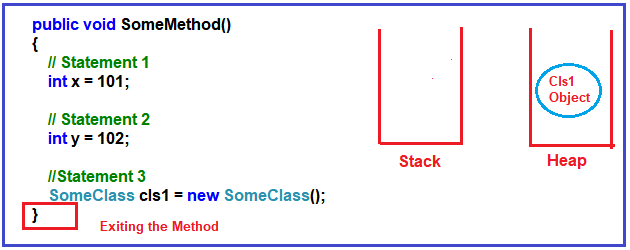 public void SomeMethod()
{
// Statement 1
int x = 101;
// Statement 2
int y = 102;
//Statement 3
SomeClass cls1 = new SomeClass();
}
Exiting the Method
Stack
Cls1
Object
Heap